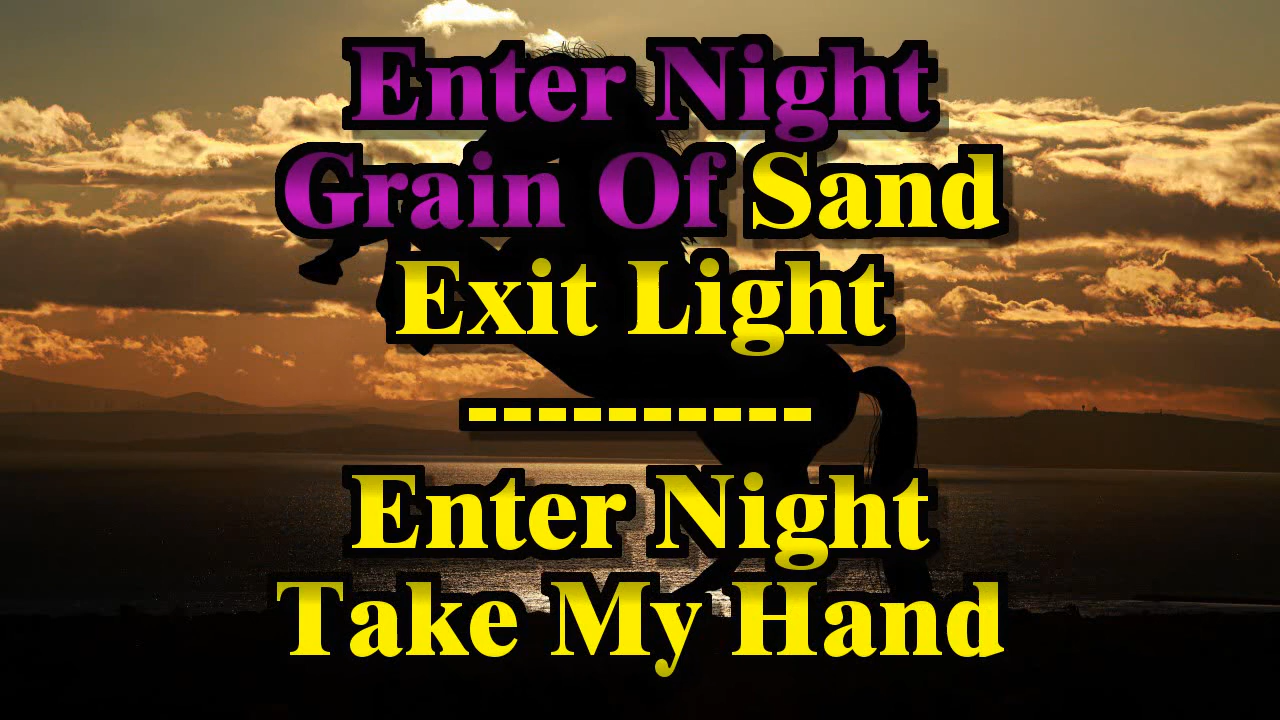 Enter Night
Grain Of Sand
Exit Light
----------
Enter Night
Take My Hand